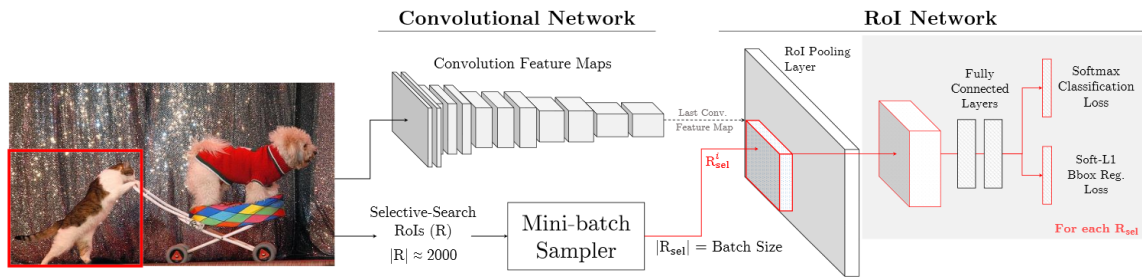 Convolutional Network
RoI Network
Convolution Feature Maps
RoI Pooling
Layer
Last Conv.
Feature Map
Fully
Connected
Layers
Softmax
Classification
Loss
R^i_sel
Soft-L1
Bbox Reg.
Loss
Selective-Search
RoIs (R)
|R| ≈ 2000
Mini-batch
Sampler
|R_sel| = Batch Size
For each R_sel